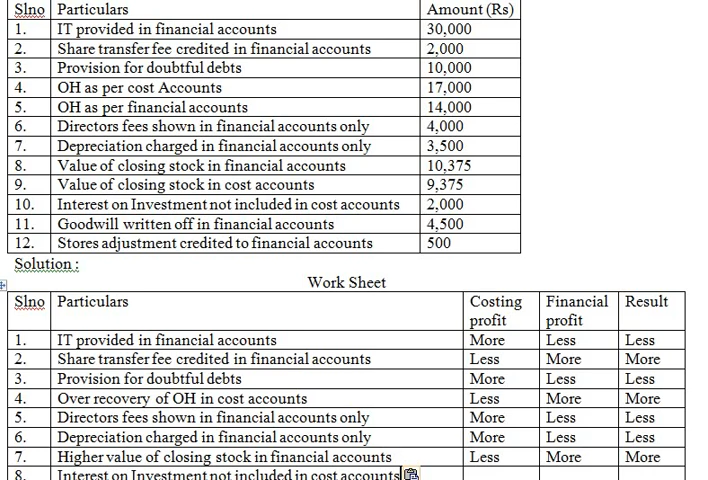 Slno Particulars Amount (Rs)
1. IT provided in financial accounts 30,000
2. Share transfer fee credited in financial accounts 2,000
3. Provision for doubtful debts 10,000
4. OH as per cost Accounts 17,000
5. OH as per financial accounts 14,000
6. Directors fees shown in financial accounts only 4,000
7. Depreciation charged in financial accounts only 3,500
8. Value of closing stock in financial accounts 10,375
9. Value of closing stock in cost accounts 9,375
10. Interest on Investment not included in cost accounts 2,000
11. Goodwill written off in financial accounts 4,500
12. Stores adjustment credited to financial accounts 500
Solution :
Work Sheet
Slno Particulars Costing profit Financial profit Result
1. IT provided in financial accounts More Less Less
2. Share transfer fee credited in financial accounts Less More More
3. Provision for doubtful debts More Less Less
4. Over recovery of OH in cost accounts Less More More
5. Directors fees shown in financial accounts only More Less Less
6. Depreciation charged in financial accounts only More Less Less
7. Higher value of closing stock in financial accounts Less More More
8. Interest on Investment not included in cost accounts